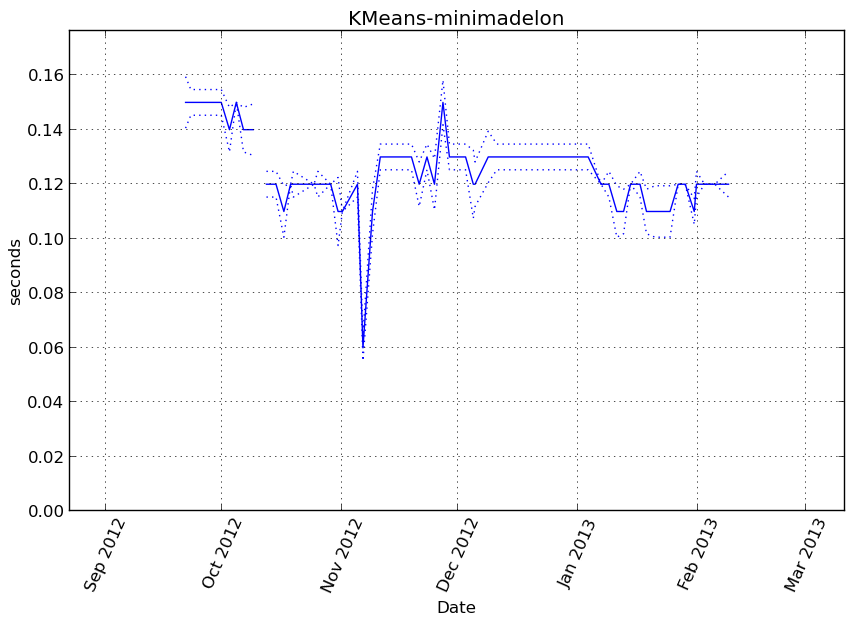 KMeans-minimadelon
0.16
0.14
0.12
0.10
0.08
0.06
0.04
0.02
0.00
seconds
Sep 2012
Oct 2012
Nov 2012
Dec 2012
Jan 2013
Feb 2013
Mar 2013
Date